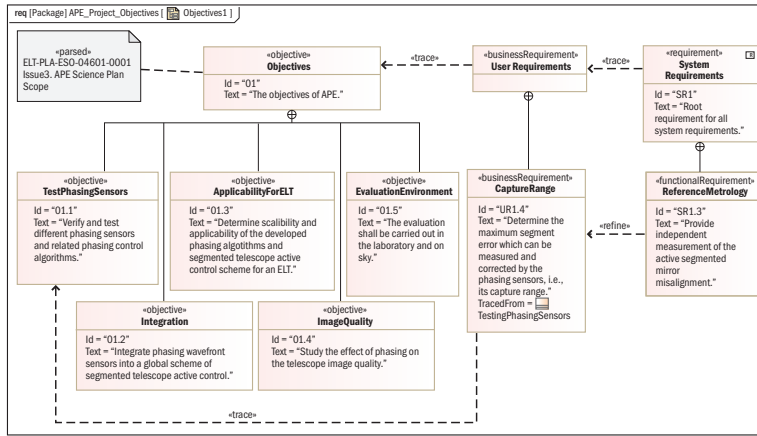 req [Package] APE_Project_Objectives [ Objectives1 ]
«parsed»
ELT-PLA-ESO-04601-0001
Issue3. APE Science Plan
Scope
«objective»
Objectives
Id = “01”
Text = “The objectives of APE.”
«trace»
«businessRequirement»
User Requirements
«trace»
«requirement»
System
Requirements
Id = “SR1”
Text = “Root
requirement for all
system requirements.”
«objective»
TestPhasingSensors
Id = “01.1”
Text = “Verify and test
different phasing sensors
and related phasing control
algorithms.”
«objective»
ApplicabilityForELT
Id = “01.3”
Text = “Determine scalibility and
applicability of the developed
phasing algotithms and
segmented telescope active
control scheme for an ELT.”
«objective»
EvaluationEnvironment
Id = “01.5”
Text = “The evaluation
shall be carried out in
the laboratory and on
sky.”
«businessRequirement»
CaptureRange
Id = “UR1.4”
Text = “Determine the
maximum segment
error which can be
measured and
corrected by the
phasing sensors, i.e.,
its capture range.”
TracedFrom =
TestingPhasingSensors
«refine»
«functionalRequirement»
ReferenceMetrology
Id = “SR1.3”
Text = “Provide
independent
measurement of the
active segmented
mirror
misalignment.”
«objective»
Integration
Id = “01.2”
Text = “Integrate phasing wavefront
sensors into a global scheme of
segmented telescope active control.”
«objective»
ImageQuality
Id = “01.4”
Text = “Study the effect of phasing on
the telescope image quality.”
«trace»